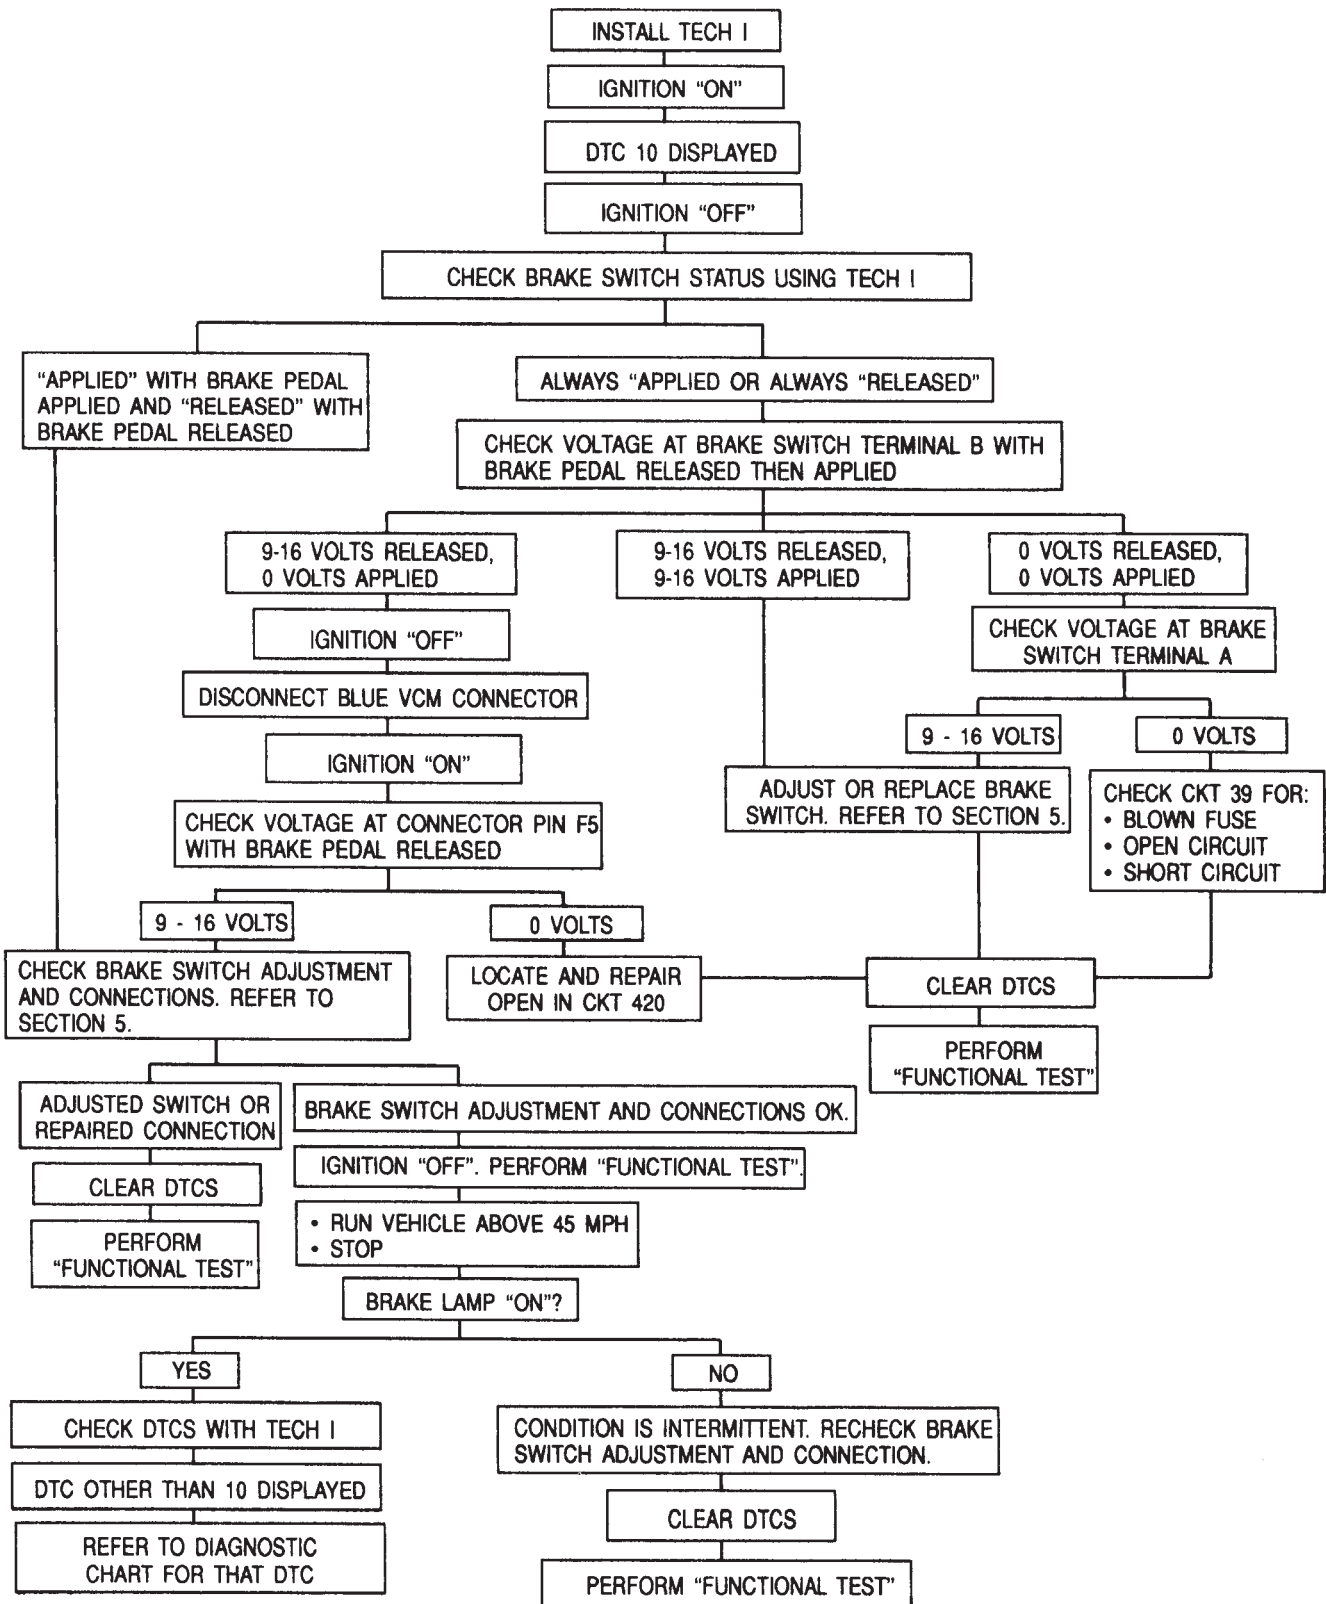 INSTALL TECH I
IGNITION “ON”
DTC 10 DISPLAYED
IGNITION “OFF”
CHECK BRAKE SWITCH STATUS USING TECH I
“APPLIED” WITH BRAKE PEDAL
APPLIED AND “RELEASED” WITH
BRAKE PEDAL RELEASED
ALWAYS “APPLIED OR ALWAYS “RELEASED”
CHECK VOLTAGE AT BRAKE SWITCH TERMINAL B WITH
BRAKE PEDAL RELEASED THEN APPLIED
9-16 VOLTS RELEASED,
0 VOLTS APPLIED
9-16 VOLTS RELEASED,
9-16 VOLTS APPLIED
0 VOLTS RELEASED,
0 VOLTS APPLIED
IGNITION “OFF”
CHECK VOLTAGE AT BRAKE
SWITCH TERMINAL A
DISCONNECT BLUE VCM CONNECTOR
9 - 16 VOLTS
0 VOLTS
IGNITION “ON”
ADJUST OR REPLACE BRAKE
SWITCH. REFER TO SECTION 5.
CHECK CKT 39 FOR:
• BLOWN FUSE
• OPEN CIRCUIT
• SHORT CIRCUIT
CHECK VOLTAGE AT CONNECTOR PIN F5
WITH BRAKE PEDAL RELEASED
9 - 16 VOLTS
0 VOLTS
CHECK BRAKE SWITCH ADJUSTMENT
AND CONNECTIONS. REFER TO
SECTION 5.
LOCATE AND REPAIR
OPEN IN CKT 420
CLEAR DTCS
PERFORM
“FUNCTIONAL TEST”
ADJUSTED SWITCH OR
REPAIRED CONNECTION
BRAKE SWITCH ADJUSTMENT AND CONNECTIONS OK.
CLEAR DTCS
IGNITION “OFF”. PERFORM “FUNCTIONAL TEST”.
PERFORM
“FUNCTIONAL TEST”
• RUN VEHICLE ABOVE 45 MPH
• STOP
BRAKE LAMP “ON”?
YES
NO
CHECK DTCS WITH TECH I
CONDITION IS INTERMITTENT. RECHECK BRAKE
SWITCH ADJUSTMENT AND CONNECTION.
DTC OTHER THAN 10 DISPLAYED
CLEAR DTCS
REFER TO DIAGNOSTIC
CHART FOR THAT DTC
PERFORM “FUNCTIONAL TEST”